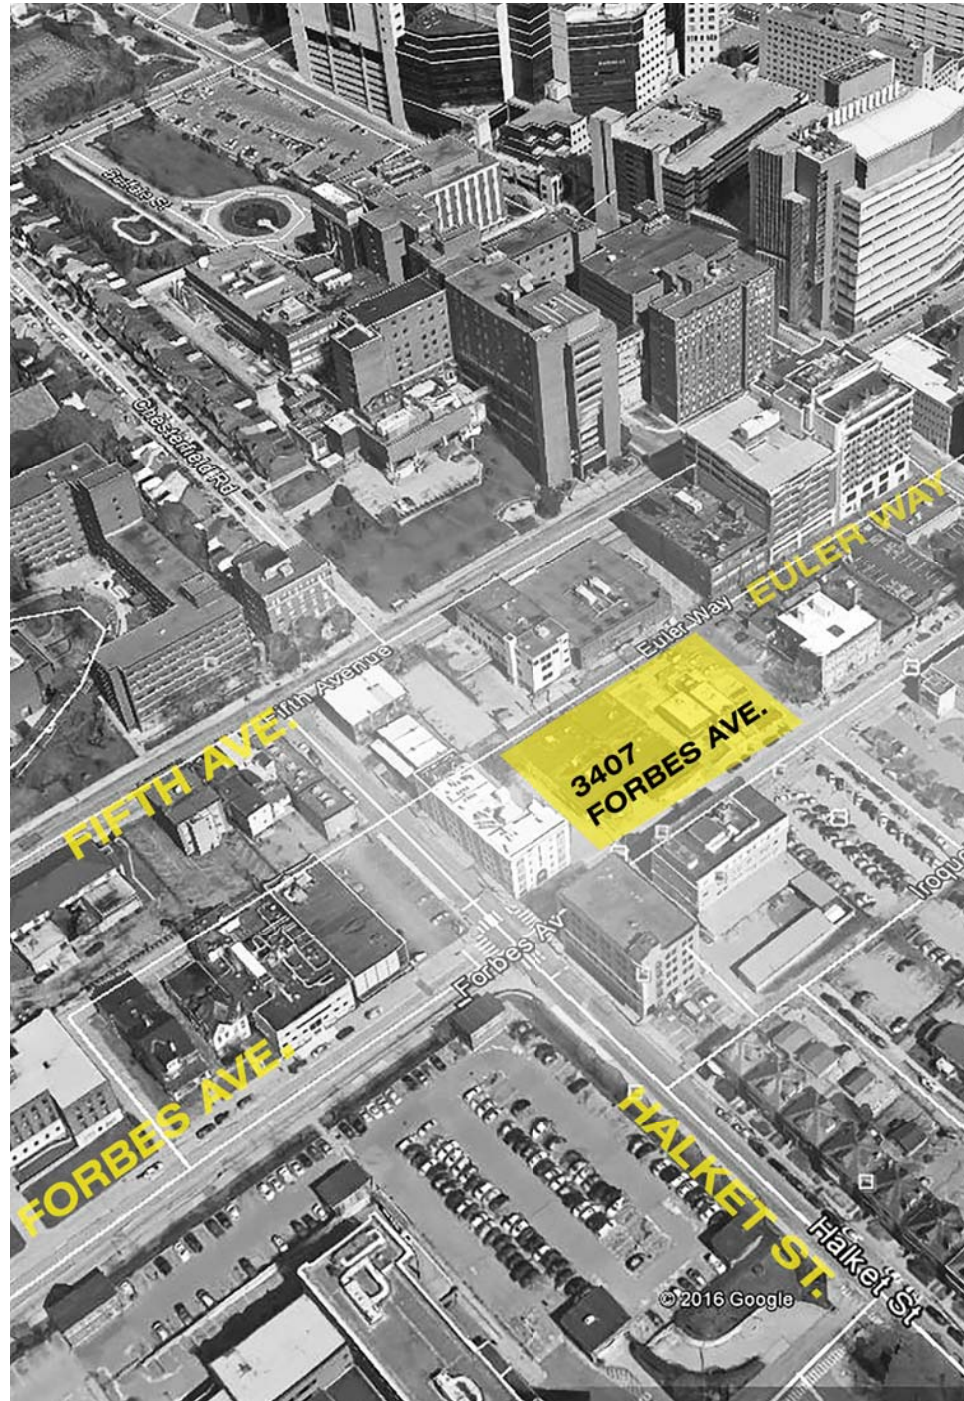 Chesterfield Rd
EULER WAY
Euler Way
Fifth Avenue
FIFTH AVE.
3407
FORBES AVE.
Forbes Av
FORBES AVE.
HALKET ST.
Halket St
© 2016 Google